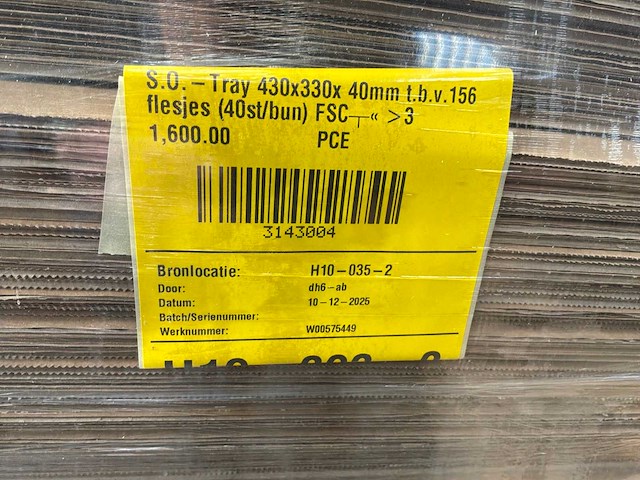 S.O. – Tray 430x330x 40mm t.b.v.156
flesjes (40st/bun) FSC┬« >3
1,600.00 PCE
3143004
Bronlocatie: H10-035-2
Door: dh6-ab
Datum: 10-12-2025
Batch/Serienummer:
Werknummer: W00575449